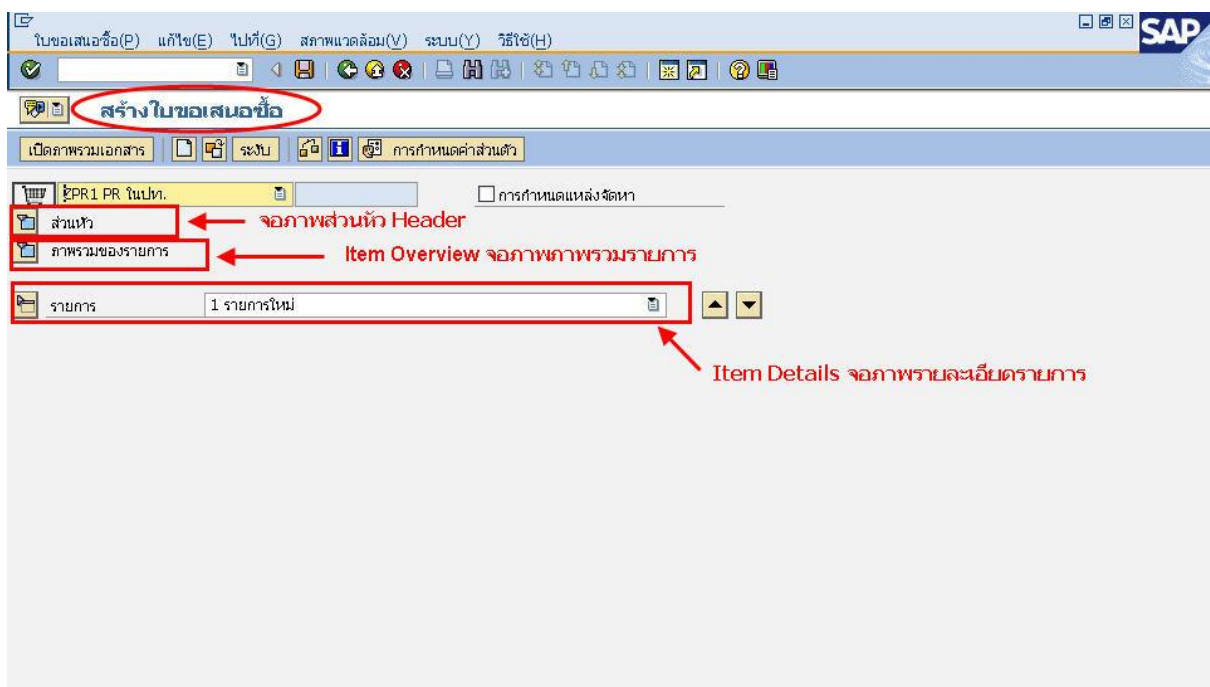 ใบขอเสนอซื้อ(P) แก้ไข(E) ไปที่(G) สภาพแวดล้อม(V) ระบบ(Y) วิธีใช้(H)
SAP
สร้างใบขอเสนอซื้อ
เปิดภาพรวมเอกสาร ระงับ การกำหนดค่าส่วนตัว
ZPR1 PR ในปท. การกำหนดแหล่งจัดหา
ส่วนหัว จอภาพส่วนหัว Header
ภาพรวมของรายการ Item Overview จอภาพภาพรวมรายการ
รายการ 1 รายการใหม่
Item Details จอภาพรายละเอียดรายการ